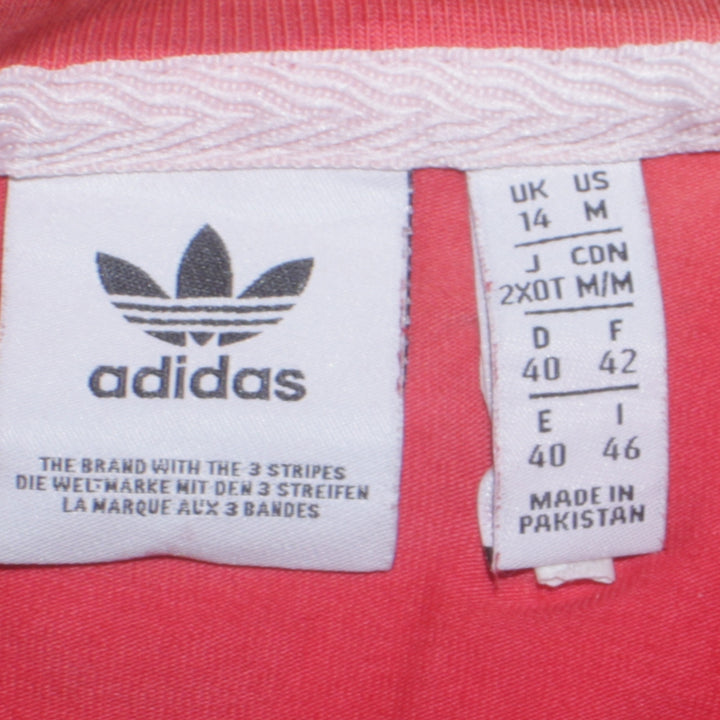 adidas
THE BRAND WITH THE 3 STRIPES
DIE WELTMARKE MIT DEN 3 STREIFEN
LA MARQUE AUX 3 BANDES
UK US
14 M
J CDN
2XOT M/M
D F
40 42
E I
40 46
MADE IN
PAKISTAN